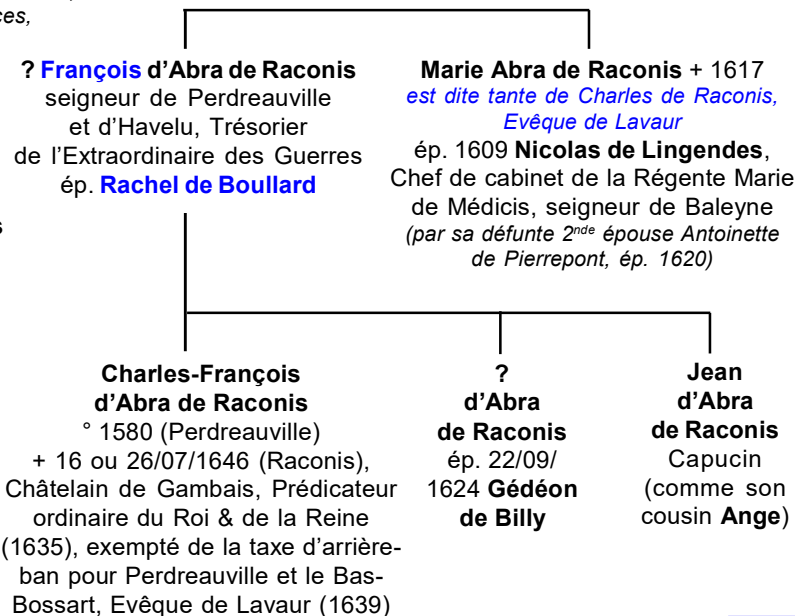 ces,
? François d'Abra de Raconis
seigneur de Perdreauville
et d'Havelu, Trésorier
de l'Extraordinaire des Guerres
ép. Rachel de Boullard
Marie Abra de Raconis + 1617
est dite tante de Charles de Raconis,
Evêque de Lavaur
ép. 1609 Nicolas de Lingendes,
Chef de cabinet de la Régente Marie
de Médicis, seigneur de Baleyne
(par sa défunte 2nde épouse Antoinette
de Pierrepont, ép. 1620)
s
Charles-François
d'Abra de Raconis
° 1580 (Perdreauville)
+ 16 ou 26/07/1646 (Raconis),
Châtelain de Gambais, Prédicateur
ordinaire du Roi & de la Reine
(1635), exempté de la taxe d'arrière-
ban pour Perdreauville et le Bas-
Bossart, Evêque de Lavaur (1639)
?
d'Abra
de Raconis
ép. 22/09/
1624 Gédéon
de Billy
Jean
d'Abra
de Raconis
Capucin
(comme son
cousin Ange)